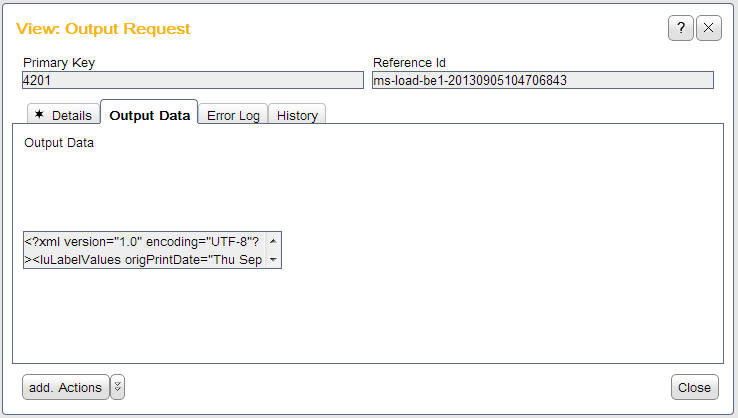 View: Output Request
?
Primary Key Reference Id
4201 ms-load-be1-20130905104706843
Details Output Data Error Log History
Output Data
<?xml version="1.0" encoding="UTF-8"?
><luLabelValues origPrintDate="Thu Sep
add. Actions Close